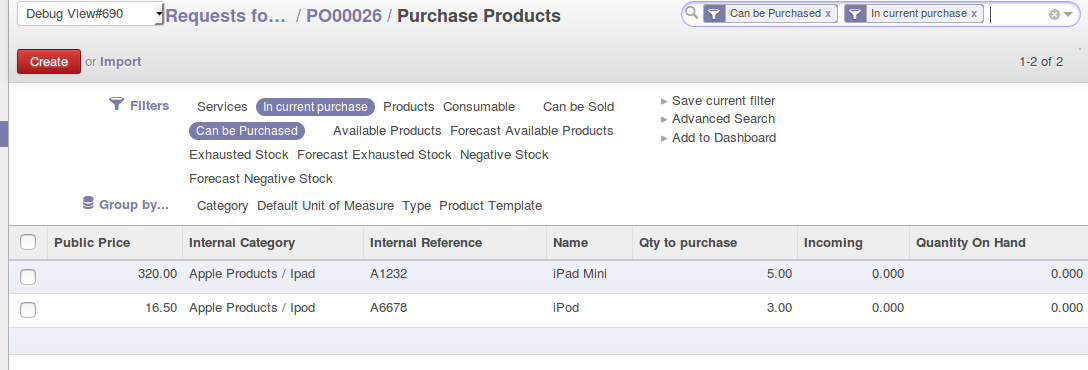 Debug View#690 Requests fo... / PO00026 / Purchase Products Can be Purchased x In current purchase x
Create or Import 1-2 of 2
Filters Services In current purchase Products Consumable Can be Sold
Can be Purchased Available Products Forecast Available Products
Exhausted Stock Forecast Exhausted Stock Negative Stock
Forecast Negative Stock
Save current filter
Advanced Search
Add to Dashboard
Group by... Category Default Unit of Measure Type Product Template
Public Price Internal Category Internal Reference Name Qty to purchase Incoming Quantity On Hand
320.00 Apple Products / Ipad A1232 iPad Mini 5.00 0.000 0.000
16.50 Apple Products / Ipod A6678 iPod 3.00 0.000 0.000